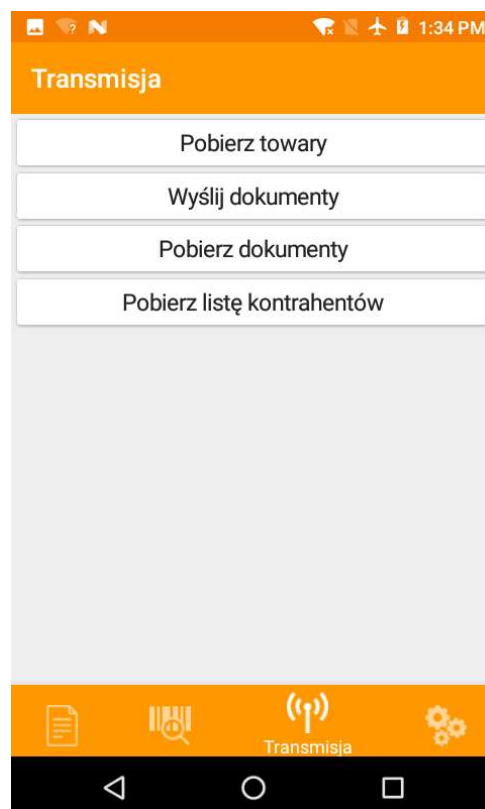 1:34 PM
Transmisja
Pobierz towary
Wyślij dokumenty
Pobierz dokumenty
Pobierz listę kontrahentów
Transmisja